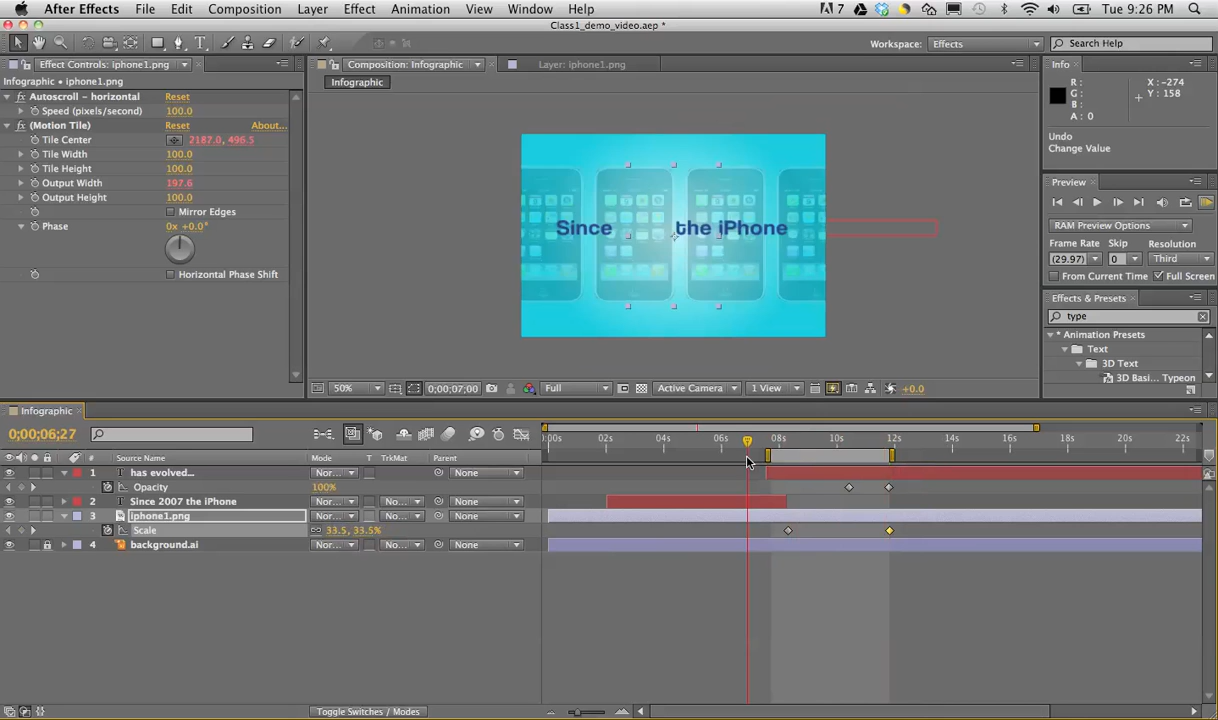 After Effects File Edit Composition Layer Effect Animation View Window Help 7 Tue 9:26 PM
Class1_demo_video.aep *
Workspace: Effects Search Help
Effect Controls: iphone1.png Composition: Infographic Layer: iphone1.png Info
Infographic • iphone1.png Infographic
Autoscroll - horizontal Reset
Speed (pixels/second) 100.0
(Motion Tile) Reset About...
Tile Center 2187.0, 496.5
Tile Width 100.0
Tile Height 100.0
Output Width 197.6
Output Height 100.0
Mirror Edges
Phase 0x +0.0°
Horizontal Phase Shift
Since the iPhone
R: X: -274
G: Y: 158
B:
A: 0
Undo
Change Value
Preview
RAM Preview Options
Frame Rate Skip Resolution
(29.97) 0 Third
From Current Time Full Screen
Effects & Presets
type
* Animation Presets
Text
3D Text
3D Basi... Typeon
50% 0;00;07;00 Full Active Camera 1 View +0.0
Infographic
0;00;06;27 :00s 02s 04s 06s 08s 10s 12s 14s 16s 18s 20s 22s
# Source Name Mode T TrkMat Parent
1 T has evolved... Nor... None
Opacity 100%
2 T Since 2007 the iPhone Nor... No... None
3 iphone1.png Nor... No... None
Scale 33.5, 33.5%
4 background.ai Nor... No... None
Toggle Switches / Modes